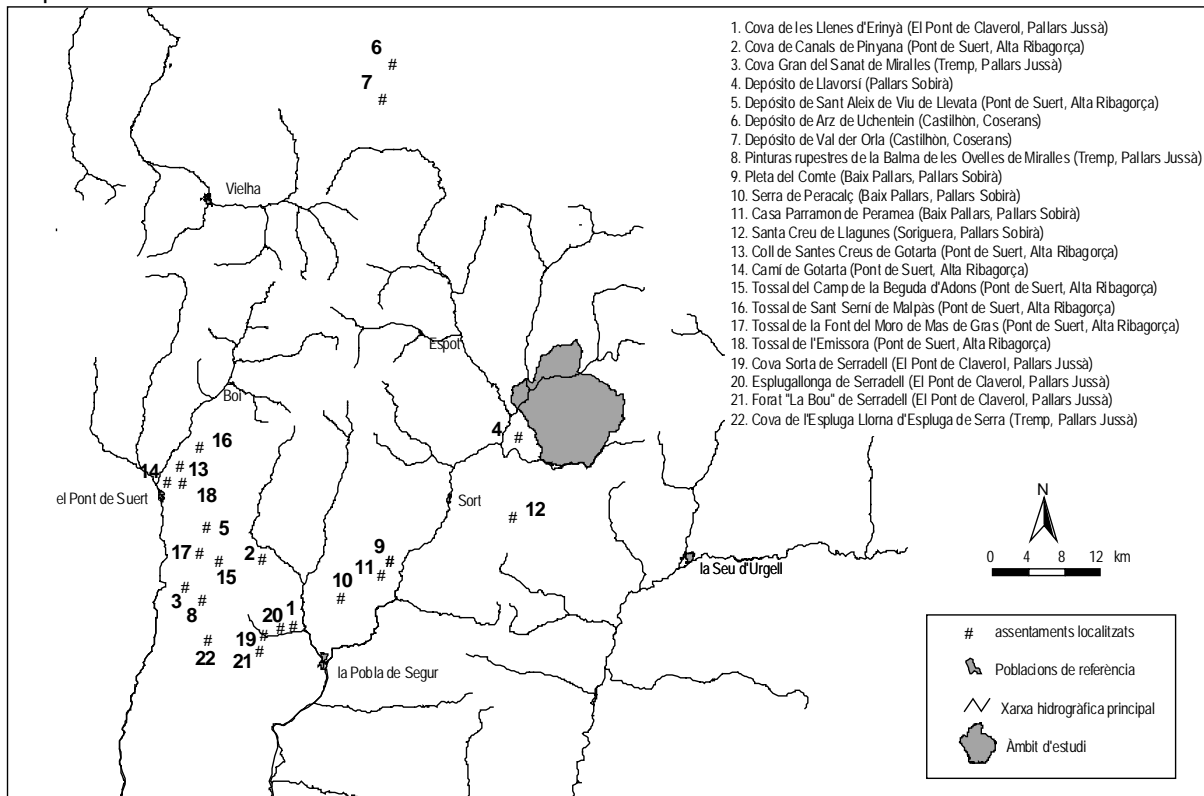 1. Cova de les Llenes d'Erinyà (El Pont de Claverol, Pallars Jussà)
2. Cova de Canals de Pinyana (Pont de Suert, Alta Ribagorça)
3. Cova Gran del Sanat de Miralles (Tremp, Pallars Jussà)
4. Depósito de Llavorsí (Pallars Sobirà)
5. Depósito de Sant Aleix de Viu de Llevata (Pont de Suert, Alta Ribagorça)
6. Depósito de Arz de Uchentein (Castilhòn, Coserans)
7. Depósito de Val der Orla (Castilhòn, Coserans)
8. Pinturas rupestres de la Balma de les Ovelles de Miralles (Tremp, Pallars Jussà)
9. Pleta del Comte (Baix Pallars, Pallars Sobirà)
10. Serra de Peracalç (Baix Pallars, Pallars Sobirà)
11. Casa Parramon de Peramea (Baix Pallars, Pallars Sobirà)
12. Santa Creu de Llagunes (Soriguera, Pallars Sobirà)
13. Coll de Santes Creus de Gotarta (Pont de Suert, Alta Ribagorça)
14. Camí de Gotarta (Pont de Suert, Alta Ribagorça)
15. Tossal del Camp de la Beguda d'Adons (Pont de Suert, Alta Ribagorça)
16. Tossal de Sant Serní de Malpàs (Pont de Suert, Alta Ribagorça)
17. Tossal de la Font del Moro de Mas de Gras (Pont de Suert, Alta Ribagorça)
18. Tossal de l'Emissora (Pont de Suert, Alta Ribagorça)
19. Cova Sorta de Serradell (El Pont de Claverol, Pallars Jussà)
20. Esplugallonga de Serradell (El Pont de Claverol, Pallars Jussà)
21. Forat "La Bou" de Serradell (El Pont de Claverol, Pallars Jussà)
22. Cova de l'Espluga Llorna d'Espluga de Serra (Tremp, Pallars Jussà)
6
7
Vielha
Espot
Boí
4
16
13
14
el Pont de Suert
18
Sort
12
5
17
2
9
15
11
10
3
8
1
20
19
22
21
la Seu d'Urgell
la Pobla de Segur
N
0 4 8 12 km
# assentaments localitzats
Poblacions de referència
Xarxa hidrogràfica principal
Àmbit d'estudi